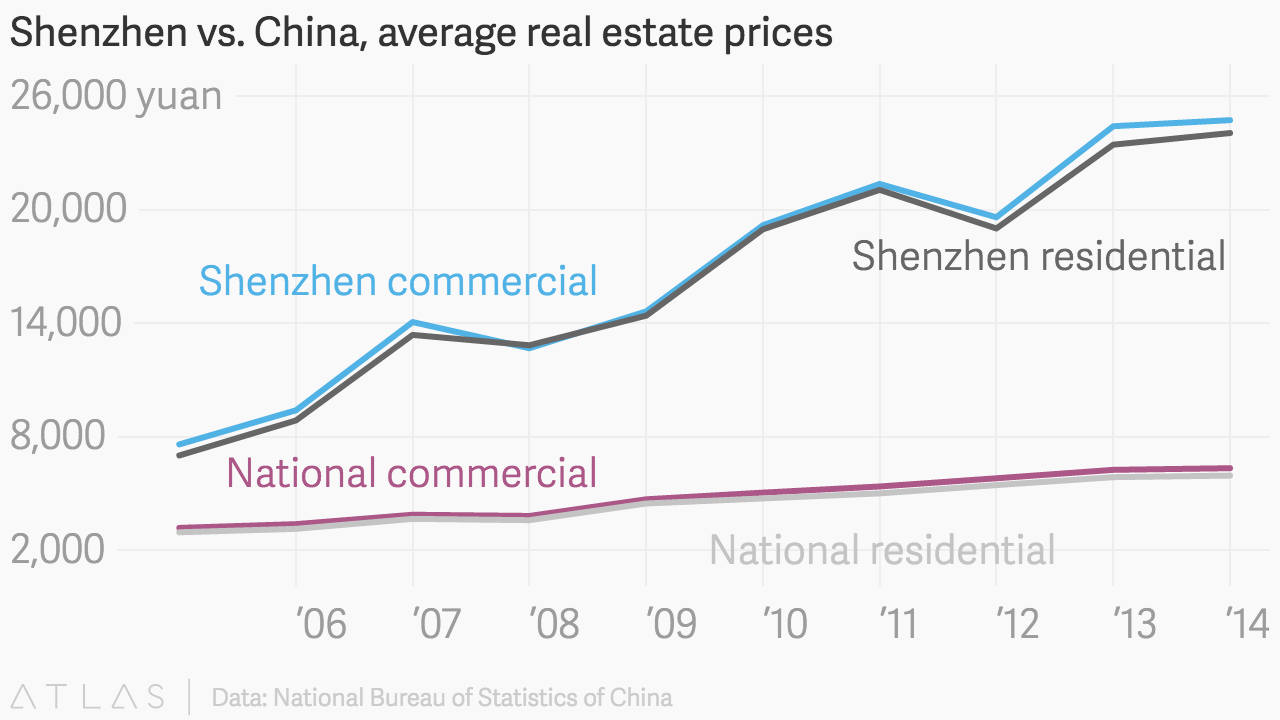 Shenzhen vs. China, average real estate prices
26,000 yuan
20,000
Shenzhen residential
Shenzhen commercial
14,000
8,000
National commercial
2,000
National residential
’06 ’07 ’08 ’09 ’10 ’11 ’12 ’13 ’14
ATLAS | Data: National Bureau of Statistics of China